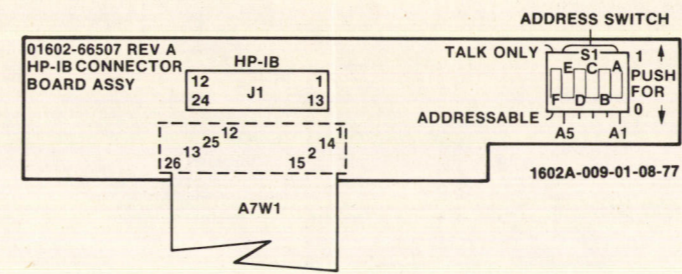 ADDRESS SWITCH
01602-66507 REV A
HP-IB CONNECTOR
BOARD ASSY
HP-IB
12 1
J1
24 13
TALK ONLY
S1
E C A
F D B
1
PUSH
FOR
0
ADDRESSABLE
A5 A1
12 1
25 14
13 2
26 15
1602A-009-01-08-77
A7W1